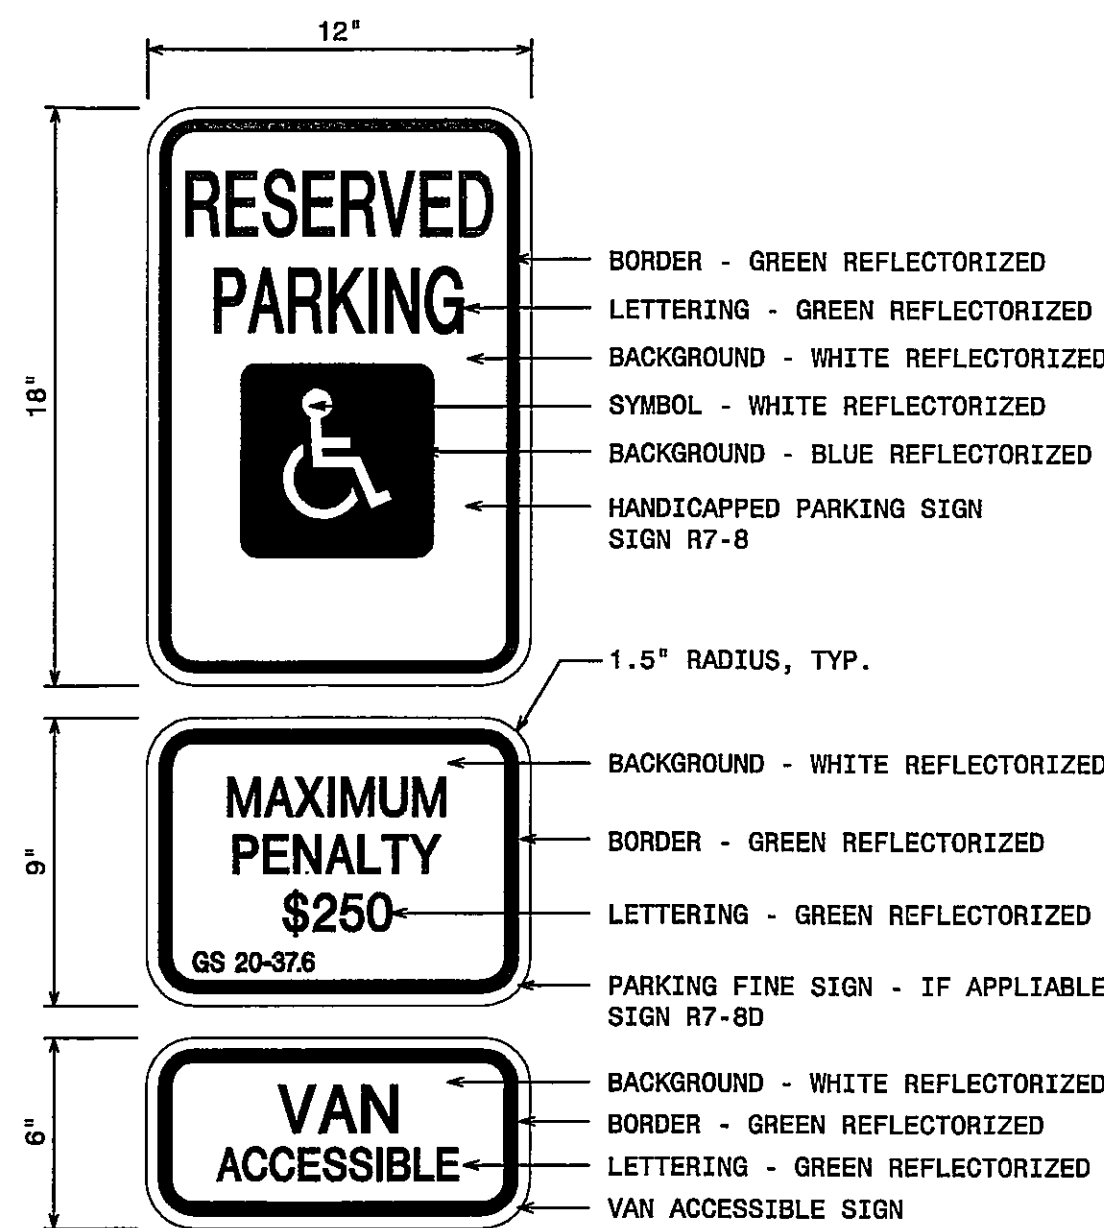 12"
18"
RESERVED
PARKING
BORDER - GREEN REFLECTORIZED
LETTERING - GREEN REFLECTORIZED
BACKGROUND - WHITE REFLECTORIZED
SYMBOL - WHITE REFLECTORIZED
BACKGROUND - BLUE REFLECTORIZED
HANDICAPPED PARKING SIGN
SIGN R7-8
1.5" RADIUS, TYP.
9"
MAXIMUM
PENALTY
$250
GS 20-37.6
BACKGROUND - WHITE REFLECTORIZED
BORDER - GREEN REFLECTORIZED
LETTERING - GREEN REFLECTORIZED
PARKING FINE SIGN - IF APPLIABLE
SIGN R7-8D
6"
VAN
ACCESSIBLE
BACKGROUND - WHITE REFLECTORIZED
BORDER - GREEN REFLECTORIZED
LETTERING - GREEN REFLECTORIZED
VAN ACCESSIBLE SIGN